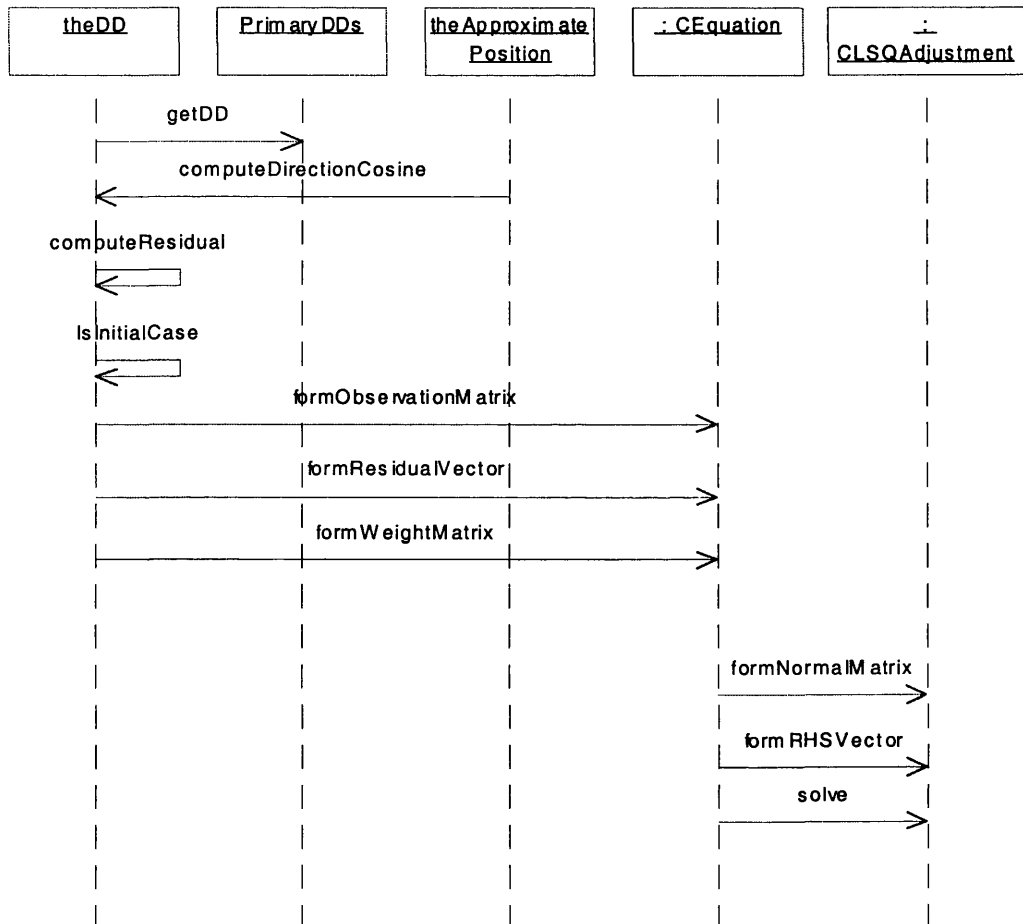 theDD
PrimaryDDs
theApproximate
Position
: CEquation
:
CLSQAdjustment
getDD
computeDirectionCosine
computeResidual
IsInitialCase
formObservationMatrix
formResidualVector
formWeightMatrix
formNormalMatrix
formRHSVector
solve